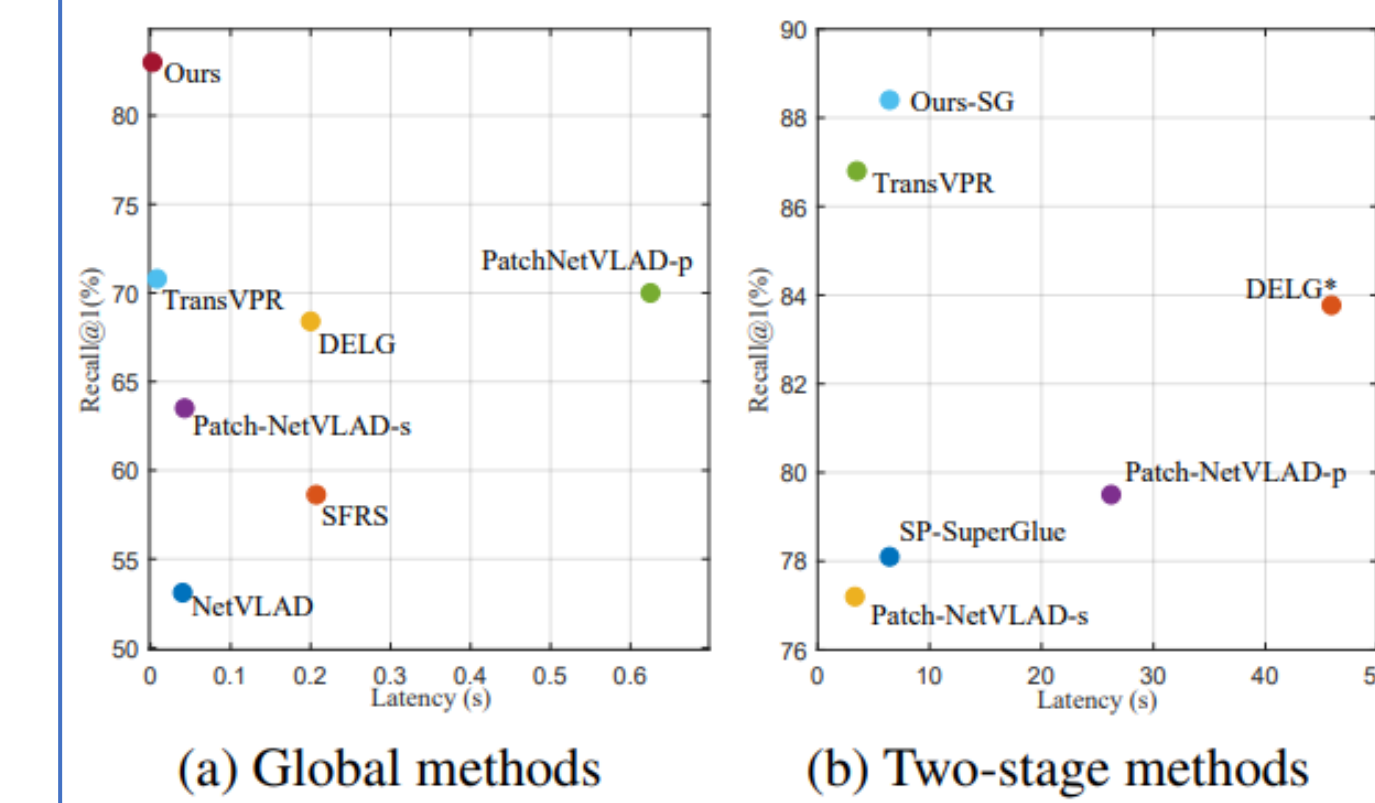 Ours
80
75
PatchNetVLAD-p
70
TransVPR
DELG
65
Patch-NetVLAD-s
60
SFRS
55
NetVLAD
50
0 0.1 0.2 0.3 0.4 0.5 0.6
Recall@1(%)
Latency (s)
(a) Global methods
90
Ours-SG
88
TransVPR
86
DELG*
84
82
Patch-NetVLAD-p
80
SP-SuperGlue
78
Patch-NetVLAD-s
76
0 10 20 30 40 5
Recall@1(%)
Latency (s)
(b) Two-stage methods